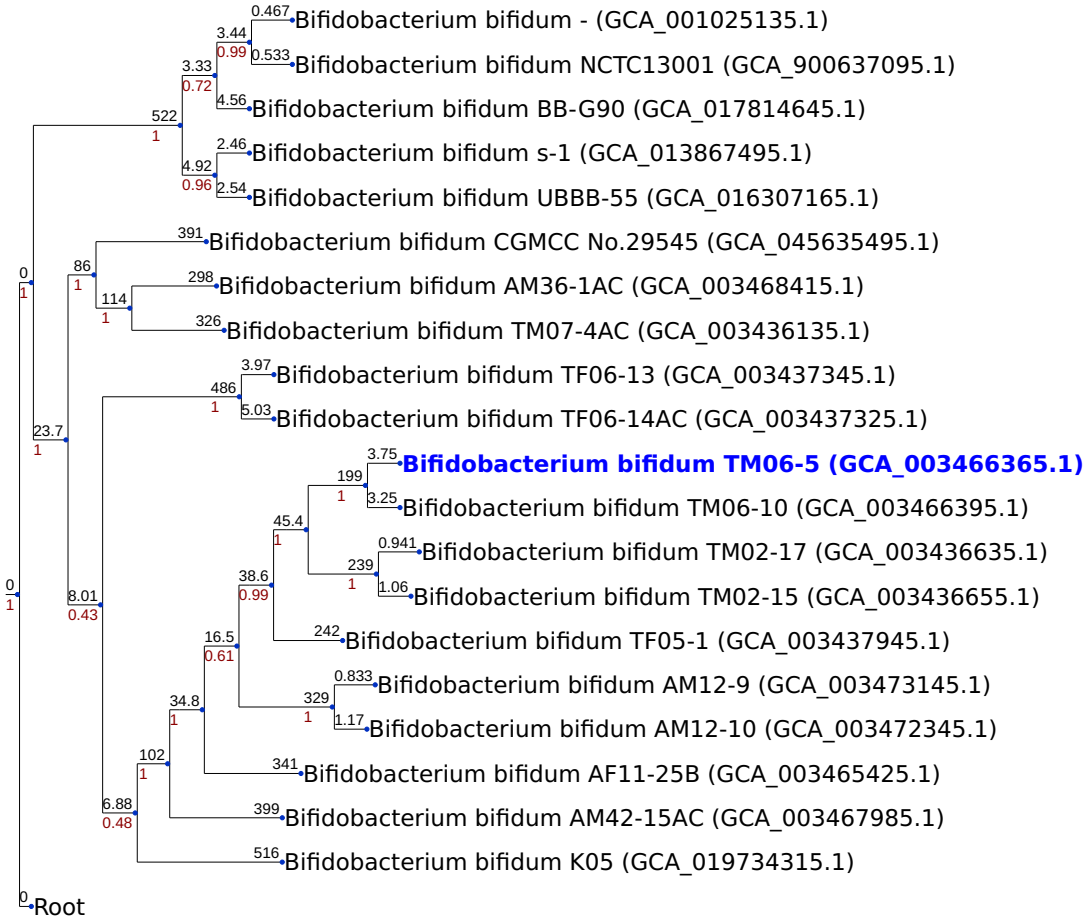 0.467
Bifidobacterium bifidum - (GCA_001025135.1)
3.44
0.99
0.533
Bifidobacterium bifidum NCTC13001 (GCA_900637095.1)
3.33
0.72
4.56
Bifidobacterium bifidum BB-G90 (GCA_017814645.1)
522
1
2.46
Bifidobacterium bifidum s-1 (GCA_013867495.1)
4.92
0.96
2.54
Bifidobacterium bifidum UBBB-55 (GCA_016307165.1)
391
Bifidobacterium bifidum CGMCC No.29545 (GCA_045635495.1)
0
1
86
1
298
Bifidobacterium bifidum AM36-1AC (GCA_003468415.1)
114
1
326
Bifidobacterium bifidum TM07-4AC (GCA_003436135.1)
3.97
Bifidobacterium bifidum TF06-13 (GCA_003437345.1)
486
1
5.03
Bifidobacterium bifidum TF06-14AC (GCA_003437325.1)
23.7
1
3.75
Bifidobacterium bifidum TM06-5 (GCA_003466365.1)
199
1
3.25
Bifidobacterium bifidum TM06-10 (GCA_003466395.1)
45.4
1
0.941
Bifidobacterium bifidum TM02-17 (GCA_003436635.1)
239
1
1.06
Bifidobacterium bifidum TM02-15 (GCA_003436655.1)
38.6
0.99
0
1
8.01
0.43
242
Bifidobacterium bifidum TF05-1 (GCA_003437945.1)
16.5
0.61
0.833
Bifidobacterium bifidum AM12-9 (GCA_003473145.1)
329
1
1.17
Bifidobacterium bifidum AM12-10 (GCA_003472345.1)
34.8
1
341
Bifidobacterium bifidum AF11-25B (GCA_003465425.1)
102
1
399
Bifidobacterium bifidum AM42-15AC (GCA_003467985.1)
6.88
0.48
516
Bifidobacterium bifidum K05 (GCA_019734315.1)
0
Root